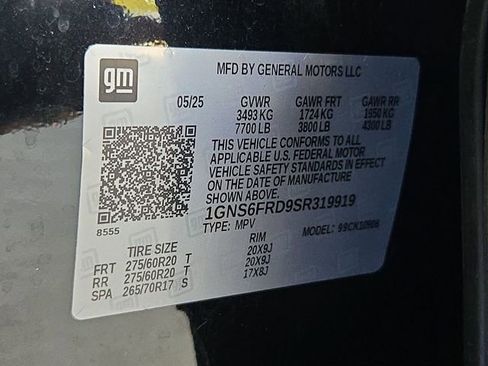 gm
MFD BY GENERAL MOTORS LLC
05/25 GVWR GAWR FRT GAWR RR
3493 KG 1724 KG 1950 KG
7700 LB 3800 LB 4300 LB
THIS VEHICLE CONFORMS TO ALL
APPLICABLE U.S. FEDERAL MOTOR
VEHICLE SAFETY STANDARDS IN EFFECT
ON THE DATE OF MANUFACTURE SHOWN ABOVE.
1GNS6FRD9SR319919
8555 TYPE: MPV MODEL:
TIRE SIZE RIM
FRT 275/60R20 T 20X9J
RR 275/60R20 T 20X9J
SPA 265/70R17 S 17X8J